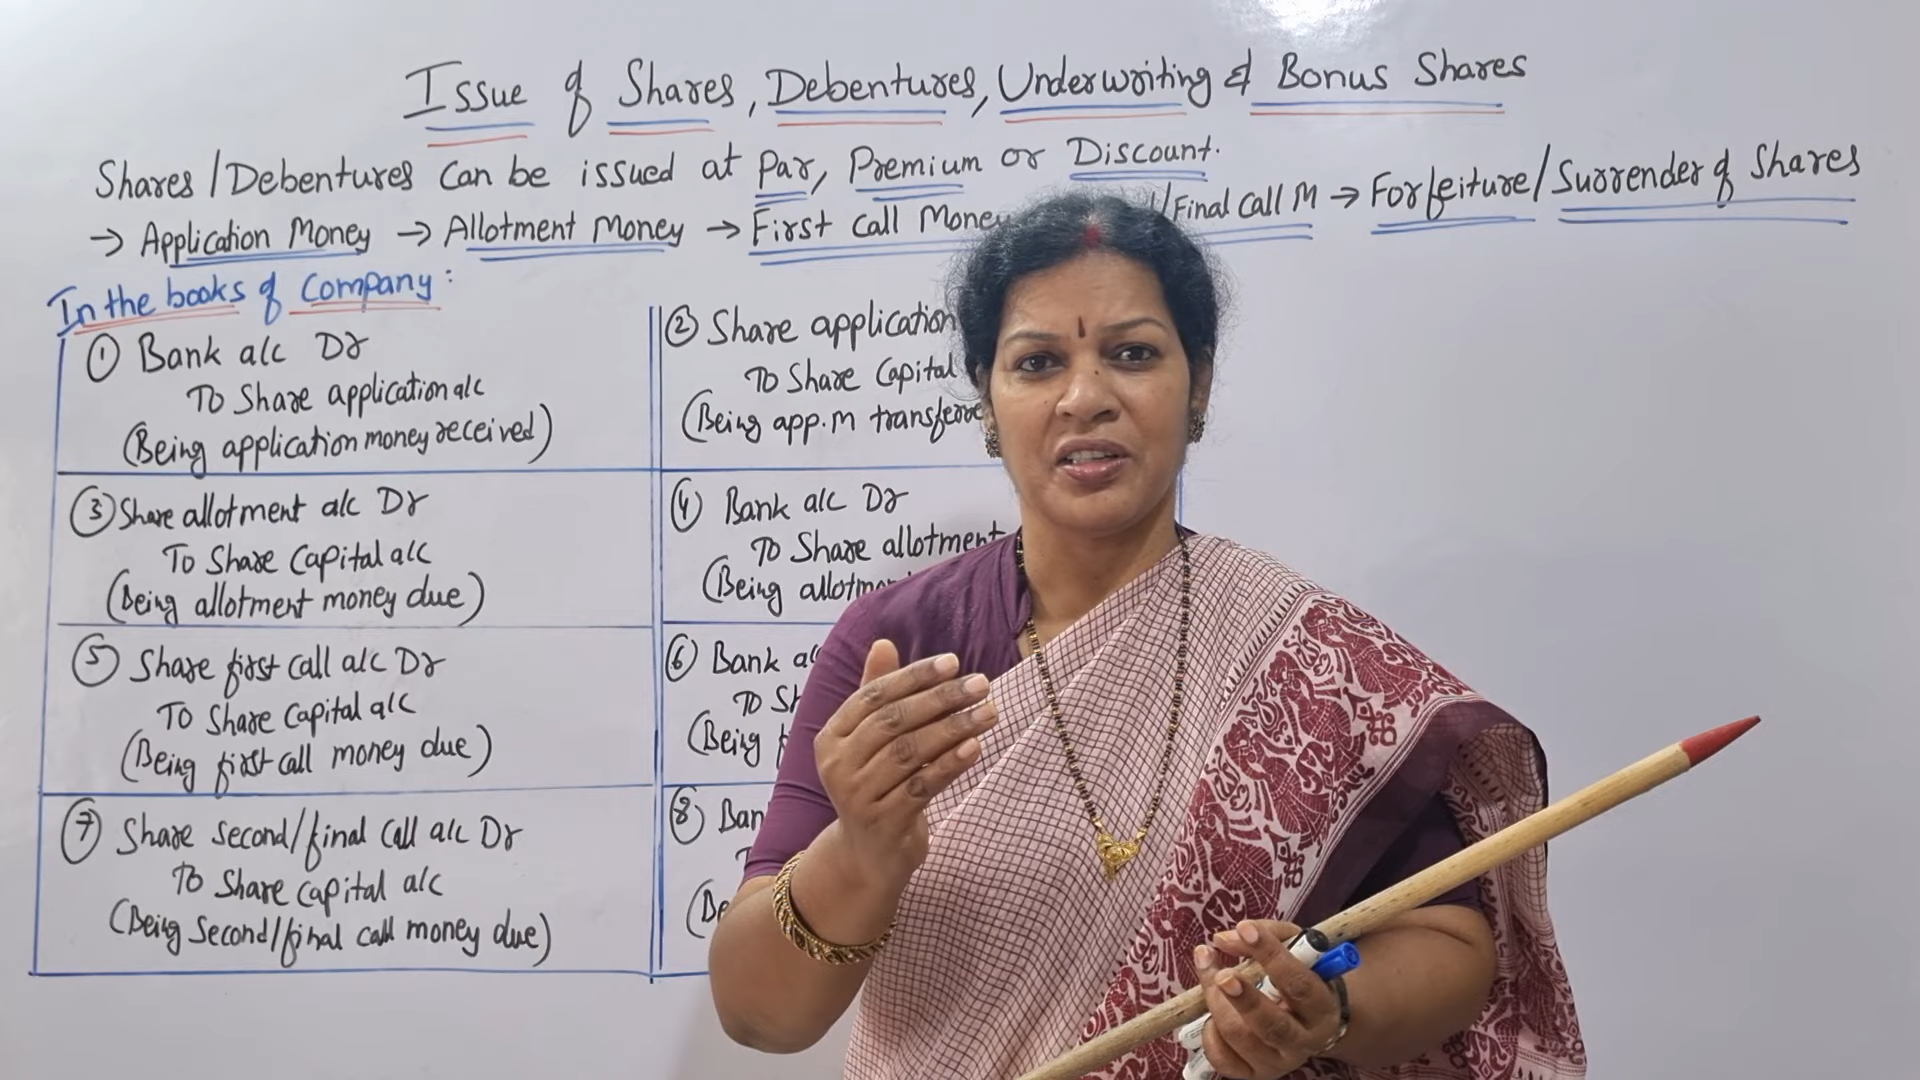 Issue of Shares, Debentures, Underwriting & Bonus Shares
Shares/Debentures can be issued at Par, Premium or Discount.
→ Application Money → Allotment Money → First Call Money /Final Call M → Forfeiture/Surrender of Shares
In the books of Company:
① Bank a/c Dr
To Share application a/c
(Being application money received)
② Share application
To Share Capital
(Being app.M transferre
③ Share allotment a/c Dr
To Share Capital a/c
(Being allotment money due)
④ Bank a/c Dr
To Share allotment
(Being allotmen
⑤ Share first call a/c Dr
To Share Capital a/c
(Being first call money due)
⑥ Bank a/c
To Sh
(Being f
⑦ Share second/final call a/c Dr
To Share Capital a/c
(Being second/final call money due)
⑧ Ban
T
(Be